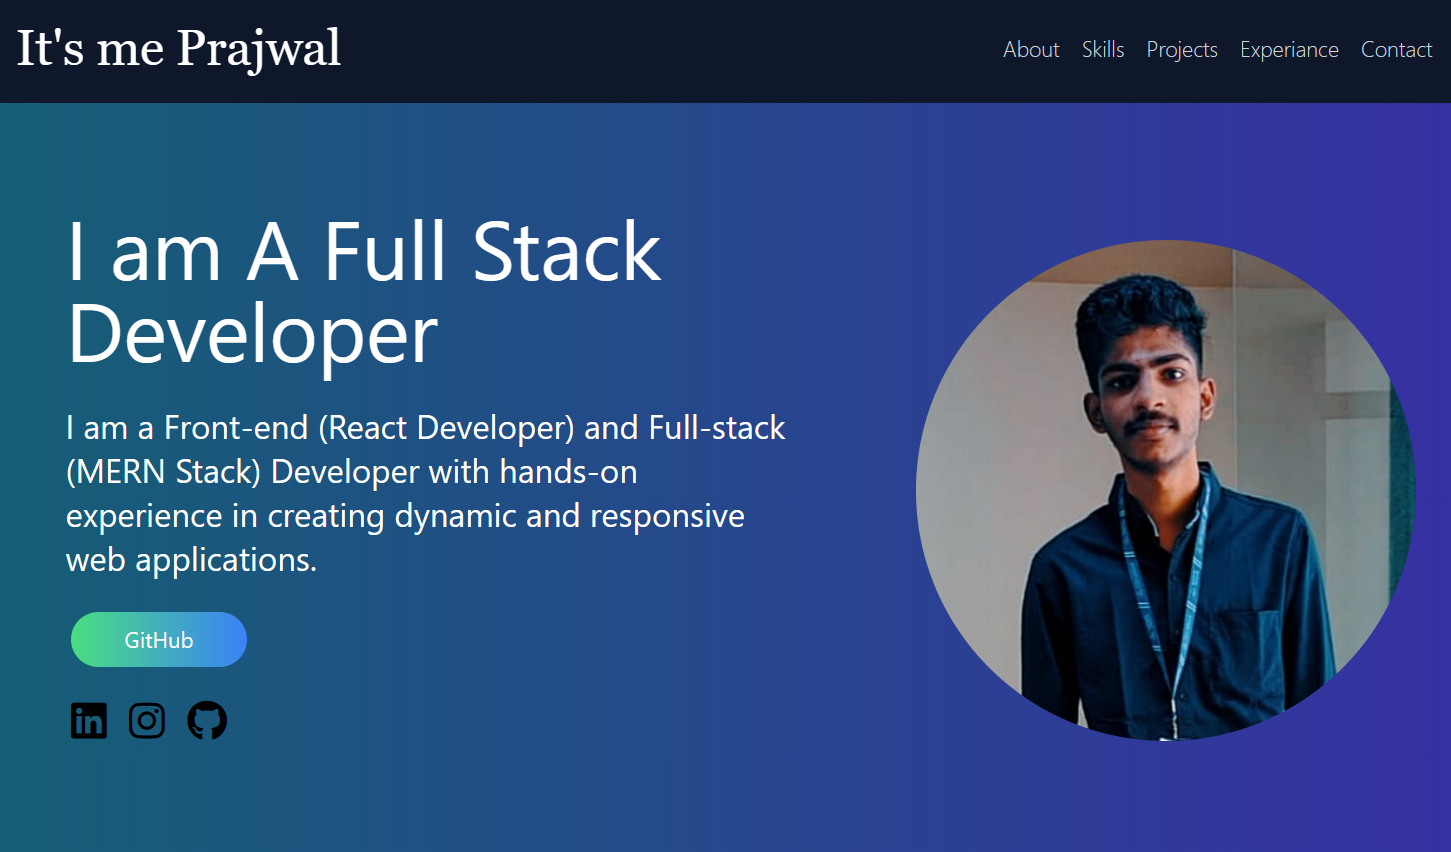 It's me Prajwal
About Skills Projects Experiance Contact
I am A Full Stack
Developer
I am a Front-end (React Developer) and Full-stack
(MERN Stack) Developer with hands-on
experience in creating dynamic and responsive
web applications.
GitHub
in